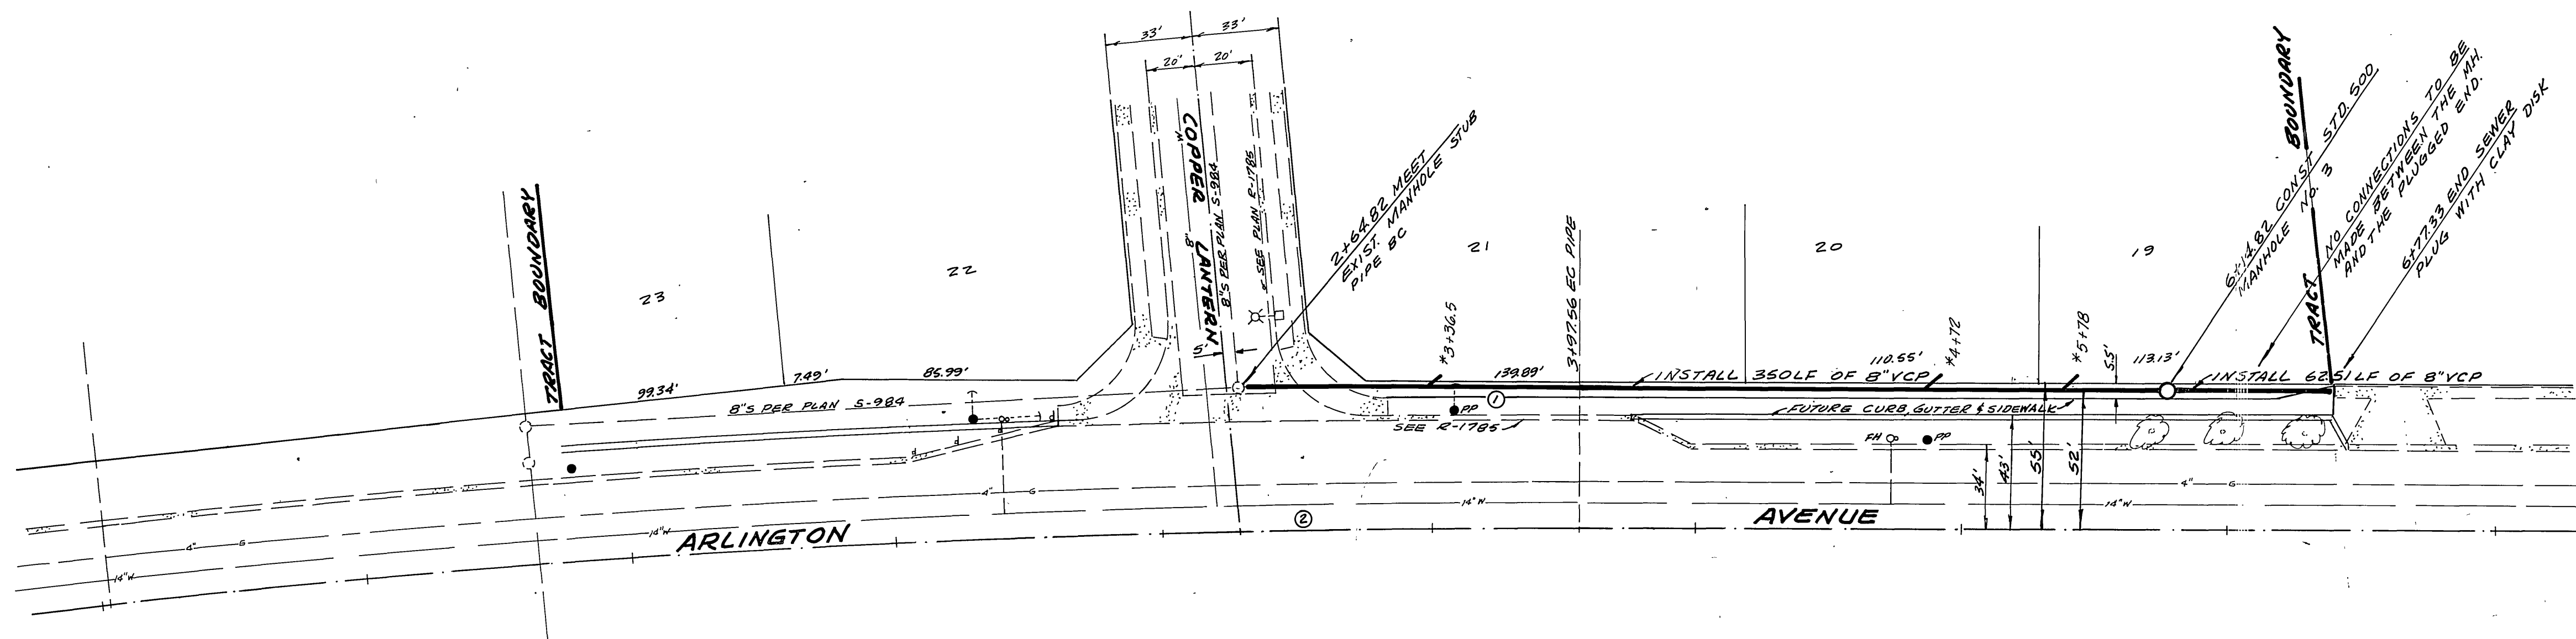 33'
33'
20'
20'
COPPER LANTERN
W
8"
8"S PER PLAN S-984
SEE PLAN R-1785
5'
TRACT BOUNDARY
23
22
99.34'
7.49'
85.99'
8"S PER PLAN S-984
d
d
d
d
2+64.82 MEET
EXIST. MANHOLE STUB
PIPE BC
21
20
19
*3+36.5
3+97.56 EC PIPE
*4+72
*5+78
139.89'
110.55'
113.13'
5.5'
INSTALL 350LF OF 8"VCP
INSTALL 62.51LF OF 8"VCP
6+14.82 CONST STD. 500
MANHOLE No. 3
NO CONNECTIONS TO BE
MADE BETWEEN THE M.H.
AND THE PLUGGED END.
6+77.33 END SEWER
PLUG WITH CLAY DISK
TRACT BOUNDARY
1
PP
SEE R-1785
FUTURE CURB, GUTTER & SIDEWALK
FH
PP
34'
43'
55'
52'
4" G
14"W
4" G
14"W
4" G
14"W
14"W
2
ARLINGTON AVENUE